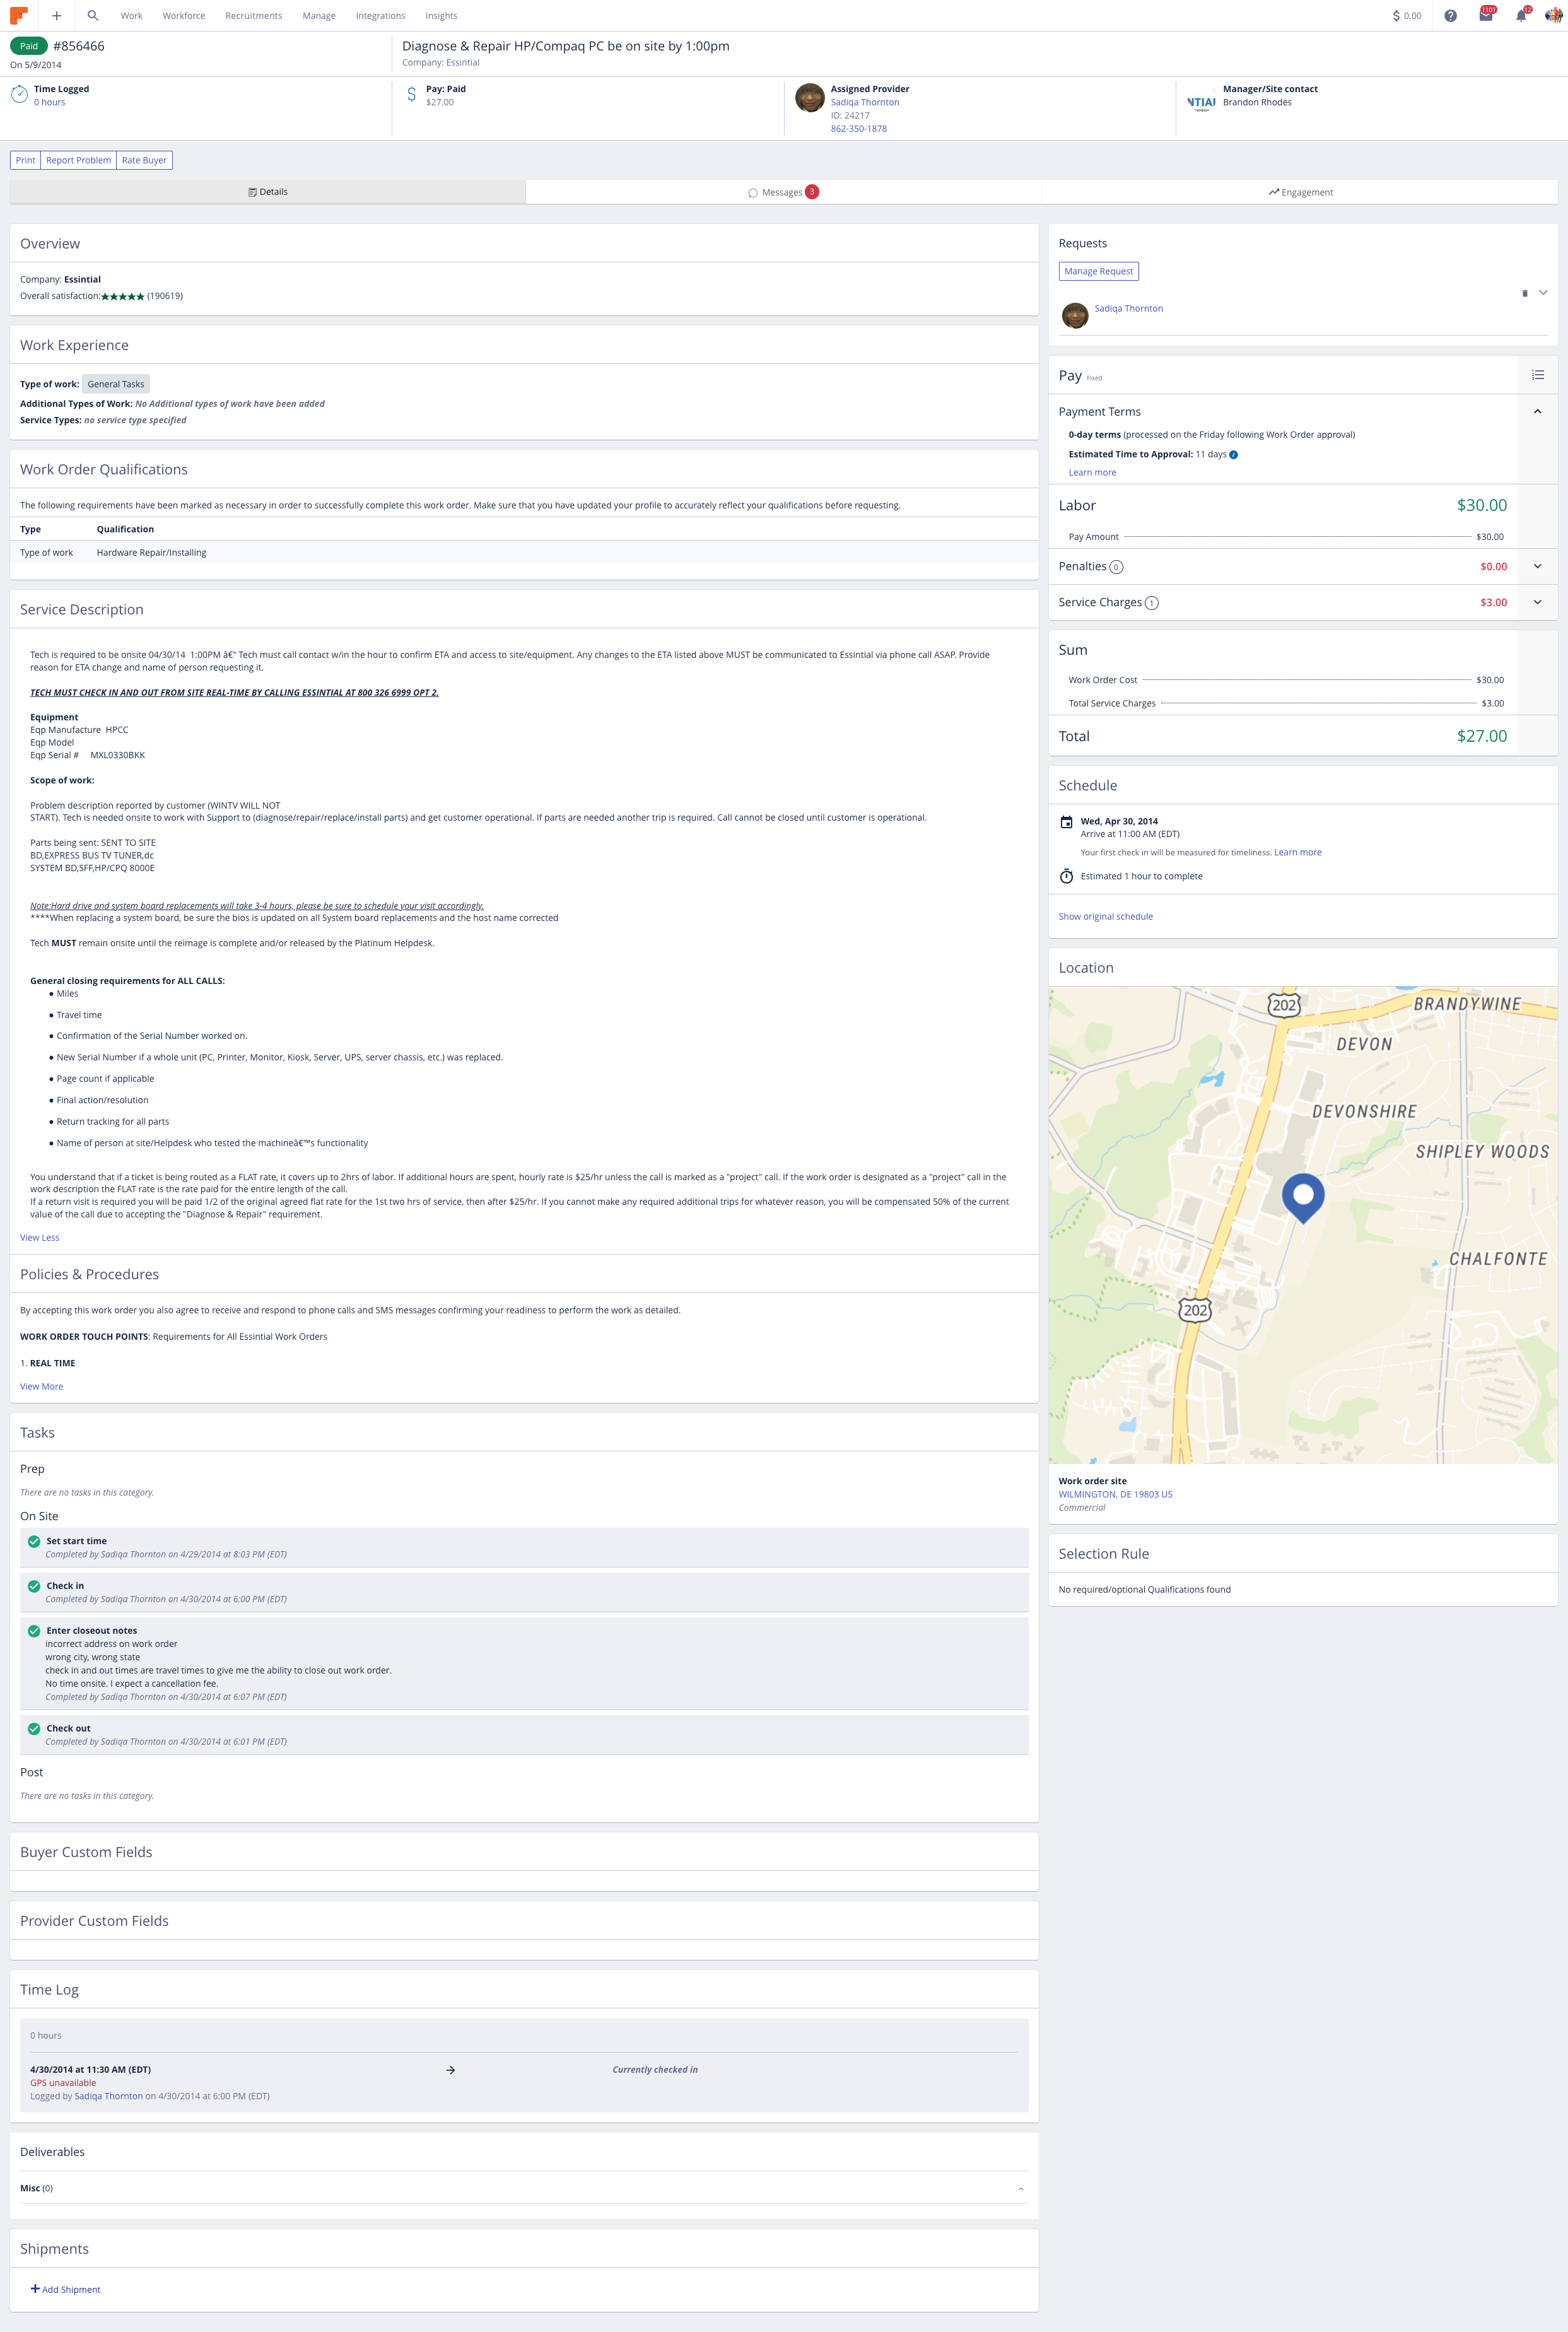 Work Workforce Recruitments Manage Integrations Insights $ 0.00 1101 12
Paid #856466
On 5/9/2014
Diagnose & Repair HP/Compaq PC be on site by 1:00pm
Company: Essintial
Time Logged
0 hours
Pay: Paid
$27.00
Assigned Provider
Sadiqa Thornton
ID: 24217
862-350-1878
NTIAL
Manager/Site contact
Brandon Rhodes
Print Report Problem Rate Buyer
Details Messages 3 Engagement
Overview
Company: Essintial
Overall satisfaction:★★★★★ (190619)
Work Experience
Type of work: General Tasks
Additional Types of Work: No Additional types of work have been added
Service Types: no service type specified
Work Order Qualifications
The following requirements have been marked as necessary in order to successfully complete this work order. Make sure that you have updated your profile to accurately reflect your qualifications before requesting.
Type Qualification
Type of work Hardware Repair/Installing
Service Description
Tech is required to be onsite 04/30/14  1:00PM â€“ Tech must call contact w/in the hour to confirm ETA and access to site/equipment. Any changes to the ETA listed above MUST be communicated to Essintial via phone call ASAP. Provide
reason for ETA change and name of person requesting it.
TECH MUST CHECK IN AND OUT FROM SITE REAL-TIME BY CALLING ESSINTIAL AT 800 326 6999 OPT 2.
Equipment
Eqp Manufacture  HPCC
Eqp Model
Eqp Serial #    MXL0330BKK
Scope of work:
Problem description reported by customer (WINTV WILL NOT
START). Tech is needed onsite to work with Support to (diagnose/repair/replace/install parts) and get customer operational. If parts are needed another trip is required. Call cannot be closed until customer is operational.
Parts being sent: SENT TO SITE
BD,EXPRESS BUS TV TUNER,dc
SYSTEM BD,SFF,HP/CPQ 8000E
Note:Hard drive and system board replacements will take 3-4 hours, please be sure to schedule your visit accordingly.
****When replacing a system board, be sure the bios is updated on all System board replacements and the host name corrected
Tech MUST remain onsite until the reimage is complete and/or released by the Platinum Helpdesk.
General closing requirements for ALL CALLS:
● Miles
● Travel time
● Confirmation of the Serial Number worked on.
● New Serial Number if a whole unit (PC, Printer, Monitor, Kiosk, Server, UPS, server chassis, etc.) was replaced.
● Page count if applicable
● Final action/resolution
● Return tracking for all parts
● Name of person at site/Helpdesk who tested the machineâ€™s functionality
You understand that if a ticket is being routed as a FLAT rate, it covers up to 2hrs of labor. If additional hours are spent, hourly rate is $25/hr unless the call is marked as a "project" call. If the work order is designated as a "project" call in the
work description the FLAT rate is the rate paid for the entire length of the call.
If a return visit is required you will be paid 1/2 of the original agreed flat rate for the 1st two hrs of service, then after $25/hr. If you cannot make any required additional trips for whatever reason, you will be compensated 50% of the current
value of the call due to accepting the "Diagnose & Repair" requirement.
View Less
Policies & Procedures
By accepting this work order you also agree to receive and respond to phone calls and SMS messages confirming your readiness to perform the work as detailed.
WORK ORDER TOUCH POINTS: Requirements for All Essintial Work Orders
1. REAL TIME
View More
Tasks
Prep
There are no tasks in this category.
On Site
Set start time
Completed by Sadiqa Thornton on 4/29/2014 at 8:03 PM (EDT)
Check in
Completed by Sadiqa Thornton on 4/30/2014 at 6:00 PM (EDT)
Enter closeout notes
incorrect address on work order
wrong city, wrong state
check in and out times are travel times to give me the ability to close out work order.
No time onsite. I expect a cancellation fee.
Completed by Sadiqa Thornton on 4/30/2014 at 6:07 PM (EDT)
Check out
Completed by Sadiqa Thornton on 4/30/2014 at 6:01 PM (EDT)
Post
There are no tasks in this category.
Buyer Custom Fields
Provider Custom Fields
Time Log
0 hours
4/30/2014 at 11:30 AM (EDT) Currently checked in
GPS unavailable
Logged by Sadiqa Thornton on 4/30/2014 at 6:00 PM (EDT)
Deliverables
Misc (0)
Shipments
+ Add Shipment
Requests
Manage Request
Sadiqa Thornton
Pay Fixed
Payment Terms
0-day terms (processed on the Friday following Work Order approval)
Estimated Time to Approval: 11 days
Learn more
Labor $30.00
Pay Amount $30.00
Penalties 0 $0.00
Service Charges 1 $3.00
Sum
Work Order Cost $30.00
Total Service Charges $3.00
Total $27.00
Schedule
Wed, Apr 30, 2014
Arrive at 11:00 AM (EDT)
Your first check in will be measured for timeliness. Learn more
Estimated 1 hour to complete
Show original schedule
Location
202
BRANDYWINE
DEVON
DEVONSHIRE
SHIPLEY WOODS
CHALFONTE
202
Work order site
WILMINGTON, DE 19803 US
Commercial
Selection Rule
No required/optional Qualifications found